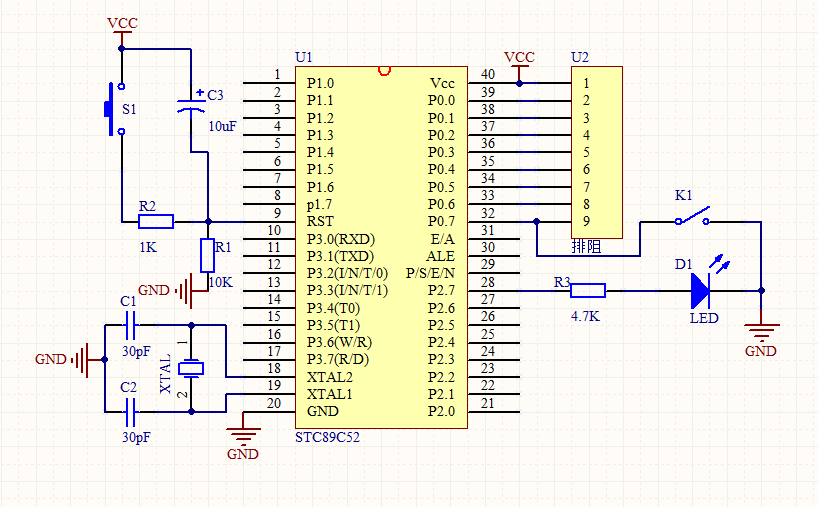 VCC
S1
C3
10uF
R2
1K
R1
10K
GND
C1
30pF
GND
XTAL
1
2
C2
30pF
U1
1 P1.0 Vcc 40
2 P1.1 P0.0 39
3 P1.2 P0.1 38
4 P1.3 P0.2 37
5 P1.4 P0.3 36
6 P1.5 P0.4 35
7 P1.6 P0.5 34
8 p1.7 P0.6 33
9 RST P0.7 32
10 P3.0(RXD) E/A 31
11 P3.1(TXD) ALE 30
12 P3.2(I/N/T/0) P/S/E/N 29
13 P3.3(I/N/T/1) P2.7 28
14 P3.4(T0) P2.6 27
15 P3.5(T1) P2.5 26
16 P3.6(W/R) P2.4 25
17 P3.7(R/D) P2.3 24
18 XTAL2 P2.2 23
19 XTAL1 P2.1 22
20 GND P2.0 21
STC89C52
GND
VCC
U2
1
2
3
4
5
6
7
8
9
排阻
K1
R3
4.7K
D1
LED
GND